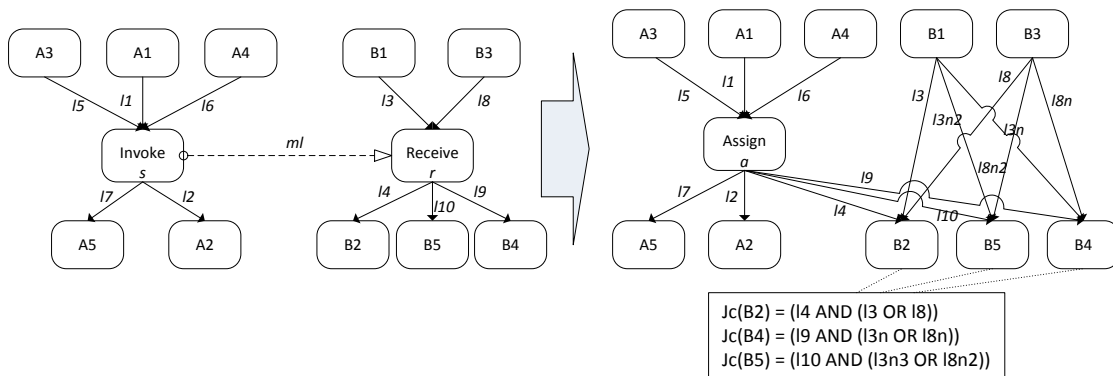 A3 A1 A4 B1 B3
l5 l1 l6 l3 l8
Invoke ml Receive
s r
l7 l2 l4 l10 l9
A5 A2 B2 B5 B4
A3 A1 A4 B1 B3
l5 l1 l6 l3 l8 l8n
l3n2 l3n
Assign
a
l8n2
l7 l2 l4 l9 l10
A5 A2 B2 B5 B4
Jc(B2) = (l4 AND (l3 OR l8))
Jc(B4) = (l9 AND (l3n OR l8n))
Jc(B5) = (l10 AND (l3n3 OR l8n2))